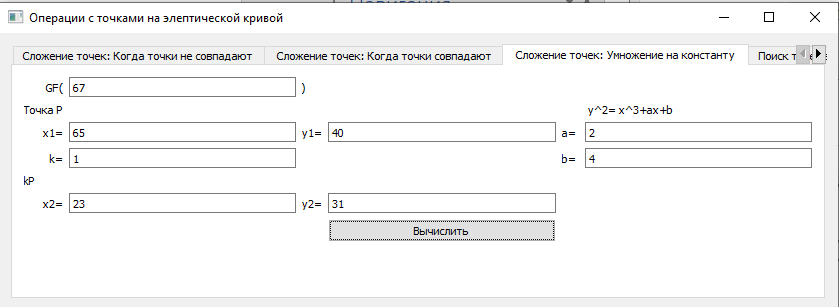 Операции с точками на элептической кривой
Сложение точек: Когда точки не совпадают Сложение точек: Когда точки совпадают Сложение точек: Умножение на константу Поиск т
GF( 67 )
Точка P y^2= x^3+ax+b
x1= 65 y1= 40 a= 2
k= 1 b= 4
kP
x2= 23 y2= 31
Вычислить